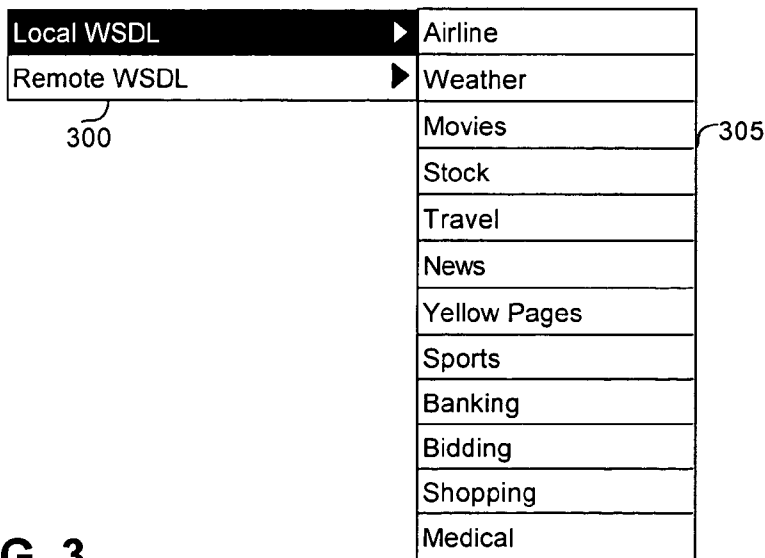 Local WSDL
Remote WSDL
300
Airline
Weather
Movies
Stock
Travel
News
Yellow Pages
Sports
Banking
Bidding
Shopping
Medical
305
G. 3